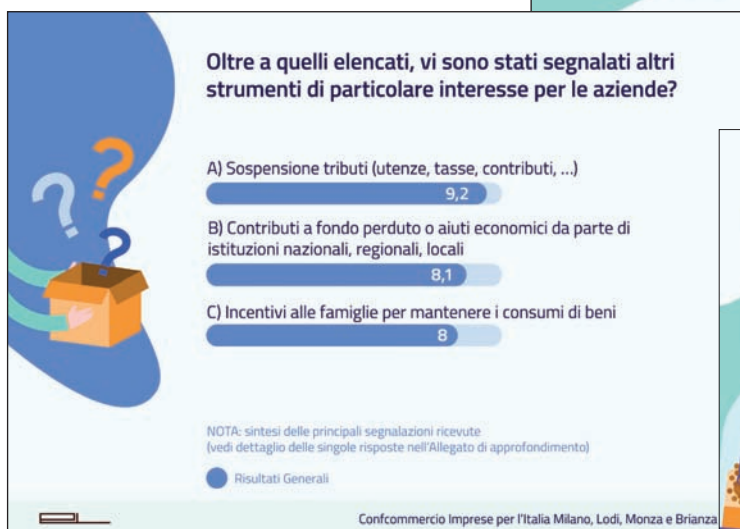 Oltre a quelli elencati, vi sono stati segnalati altri
strumenti di particolare interesse per le aziende?
A) Sospensione tributi (utenze, tasse, contributi, ...)
9,2
B) Contributi a fondo perduto o aiuti economici da parte di
istituzioni nazionali, regionali, locali
8,1
C) Incentivi alle famiglie per mantenere i consumi di beni
8
NOTA: sintesi delle principali segnalazioni ricevute
(vedi dettaglio delle singole risposte nell'Allegato di approfondimento)
Risultati Generali
Confcommercio Imprese per l'Italia Milano, Lodi, Monza e Brianza